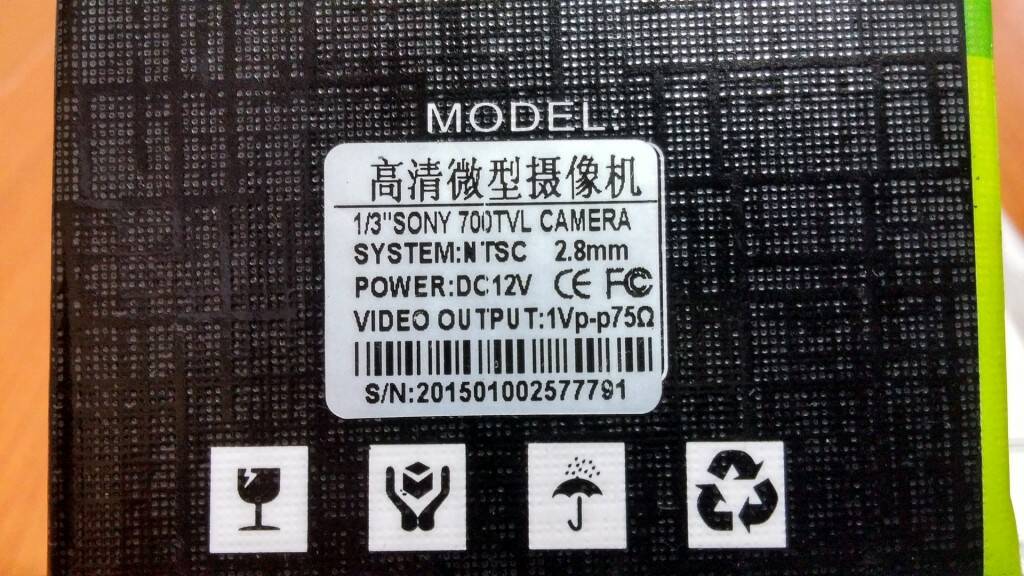 MODEL:
高清微型摄像机
1/3"SONY 700TVL CAMERA
SYSTEM:NTSC 2.8mm
POWER:DC12V CE FC
VIDEO OUTPUT:1Vp-p75Ω
S/N:201501002577791